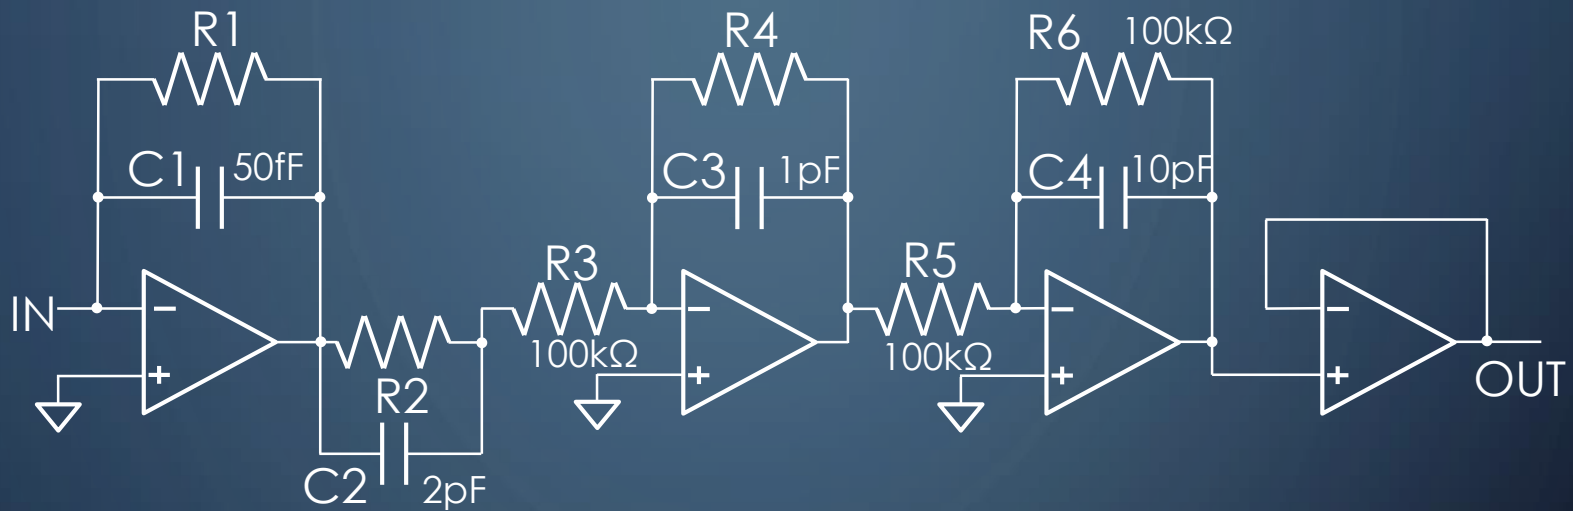 R1
R4
R6 100kΩ
C1 50fF
C3 1pF
C4 10pF
R3
R5
IN
−
−
−
−
100kΩ
100kΩ
+
+
+
+
R2
OUT
C2 2pF